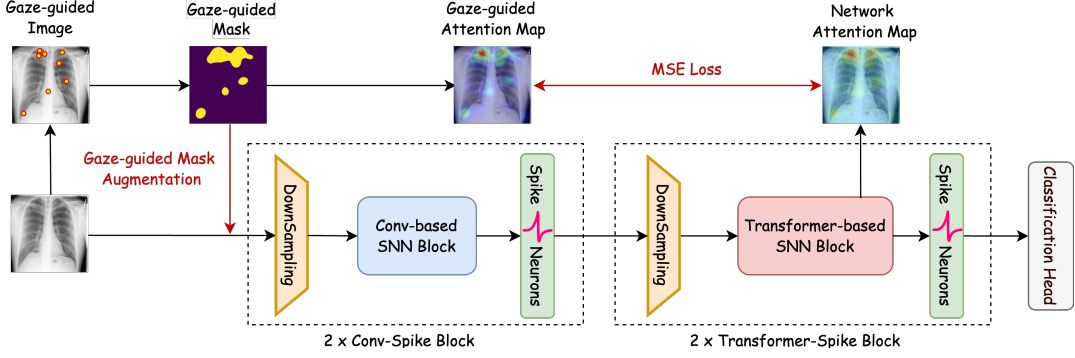 Gaze-guided
Image
Gaze-quided
Mask
Gaze-guided
Attention Map
Network
Attention Map
MSE Loss
Gaze-guided Mask
Augmentation
DownSampling
Conv-based
SNN Block
Spike
Neurons
DownSampling
Transformer-based
SNN Block
Spike
Neurons
Classification Head
2 x Conv-Spike Block
2 x Transformer-Spike Block